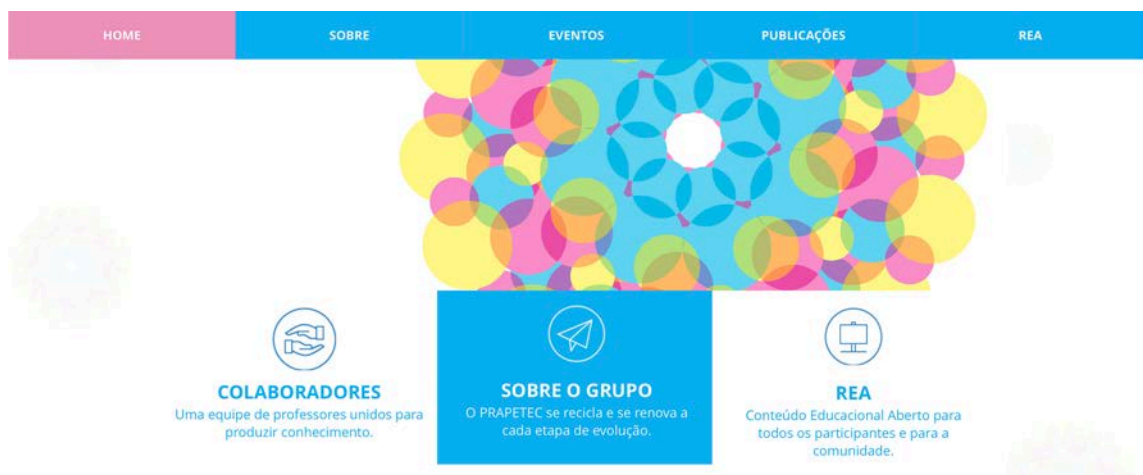 HOME
SOBRE
EVENTOS
PUBLICAÇÕES
REA
COLABORADORES
Uma equipe de professores unidos para
produzir conhecimento.
SOBRE O GRUPO
O PRAPETEC se recicla e se renova a
cada etapa de evolução.
REA
Conteúdo Educacional Aberto para
todos os participantes e para a
comunidade.